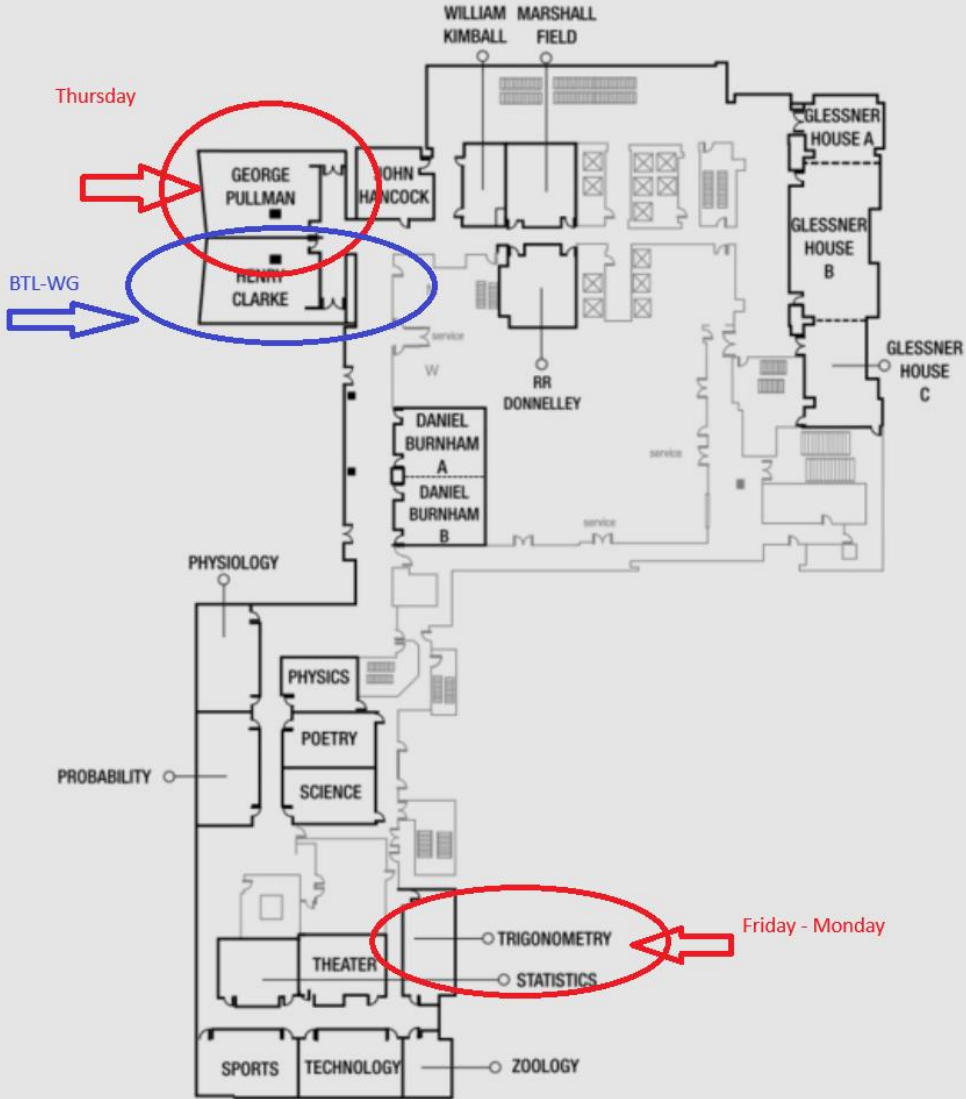 WILLIAM
KIMBALL
MARSHALL
FIELD
Thursday
GLESSNER
HOUSE A
GEORGE
PULLMAN
JOHN
HANCOCK
GLESSNER
HOUSE
B
HENRY
CLARKE
BTL-WG
service
W
RR
DONNELLEY
GLESSNER
HOUSE
C
DANIEL
BURNHAM
A
DANIEL
BURNHAM
B
service
service
PHYSIOLOGY
PHYSICS
POETRY
PROBABILITY
SCIENCE
Friday - Monday
TRIGONOMETRY
THEATER
STATISTICS
SPORTS
TECHNOLOGY
ZOOLOGY